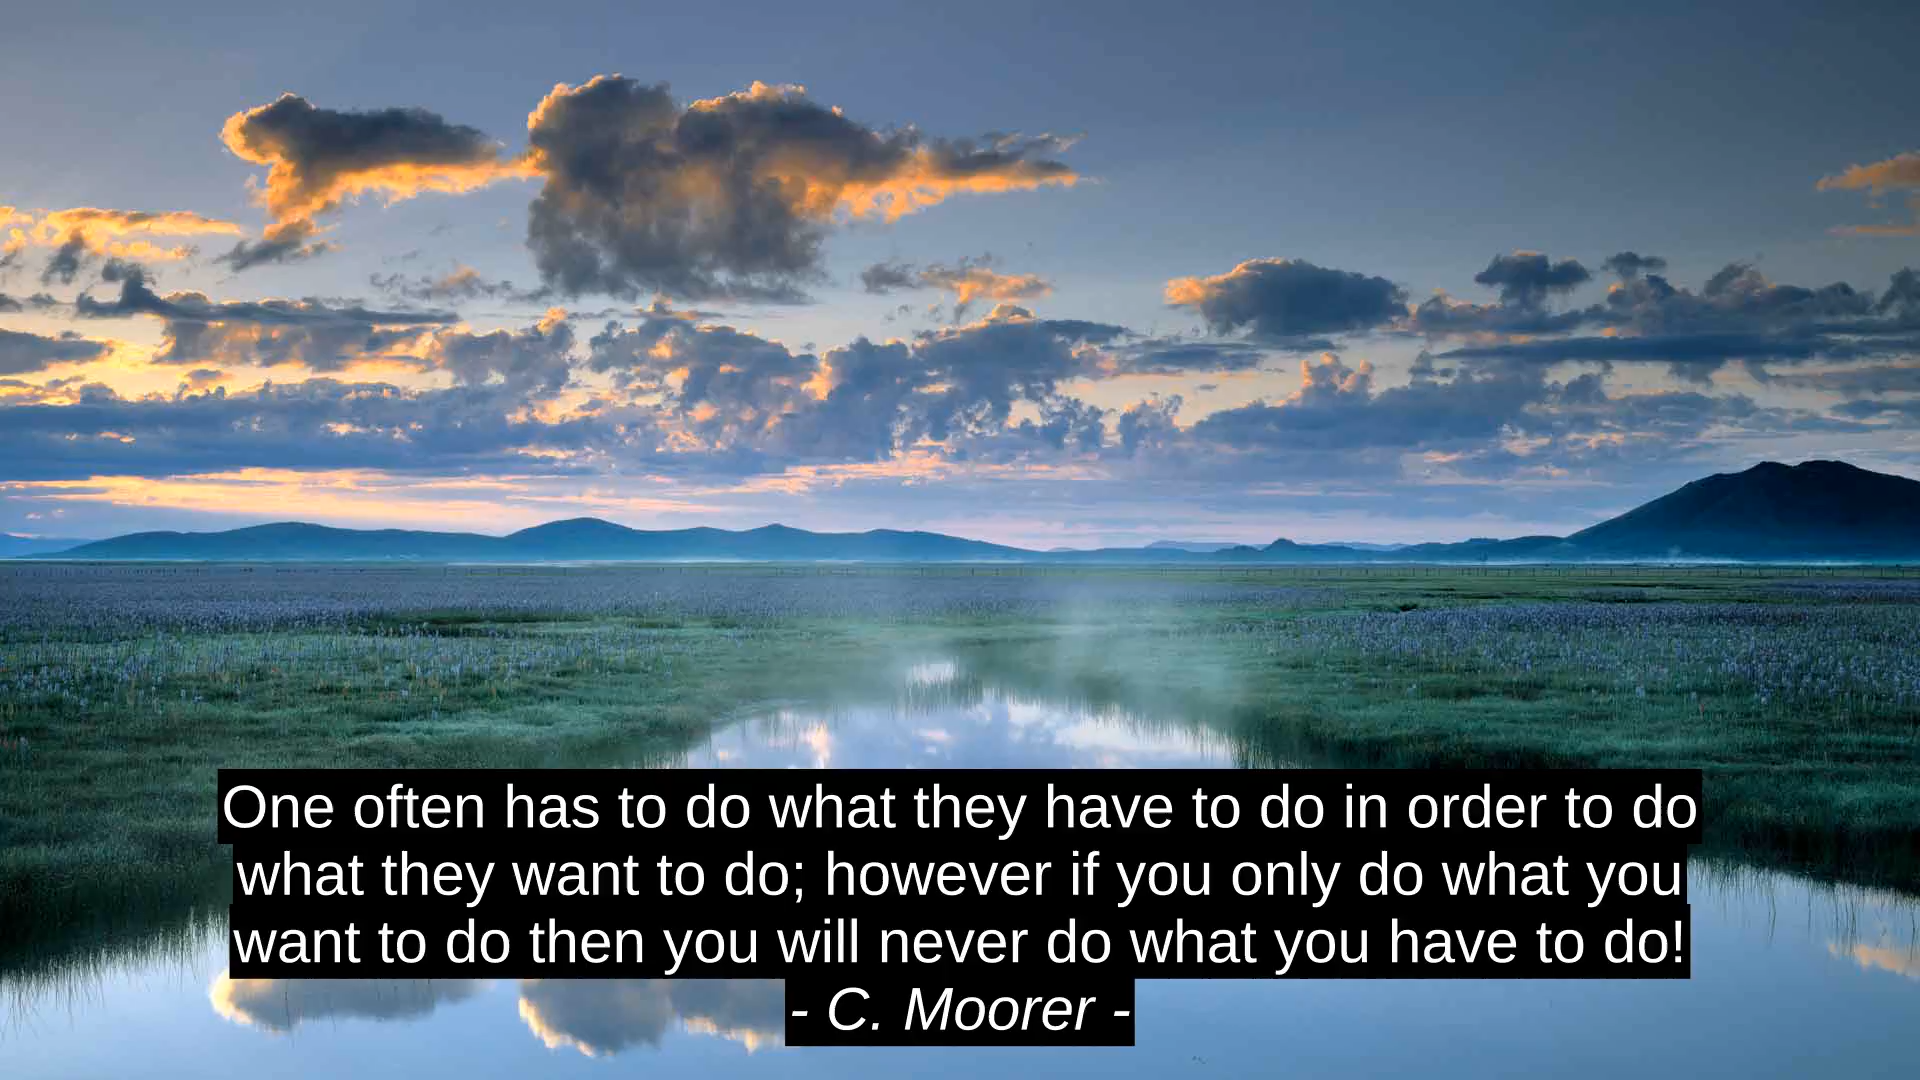 One often has to do what they have to do in order to do
what they want to do; however if you only do what you
want to do then you will never do what you have to do!
- C. Moorer -